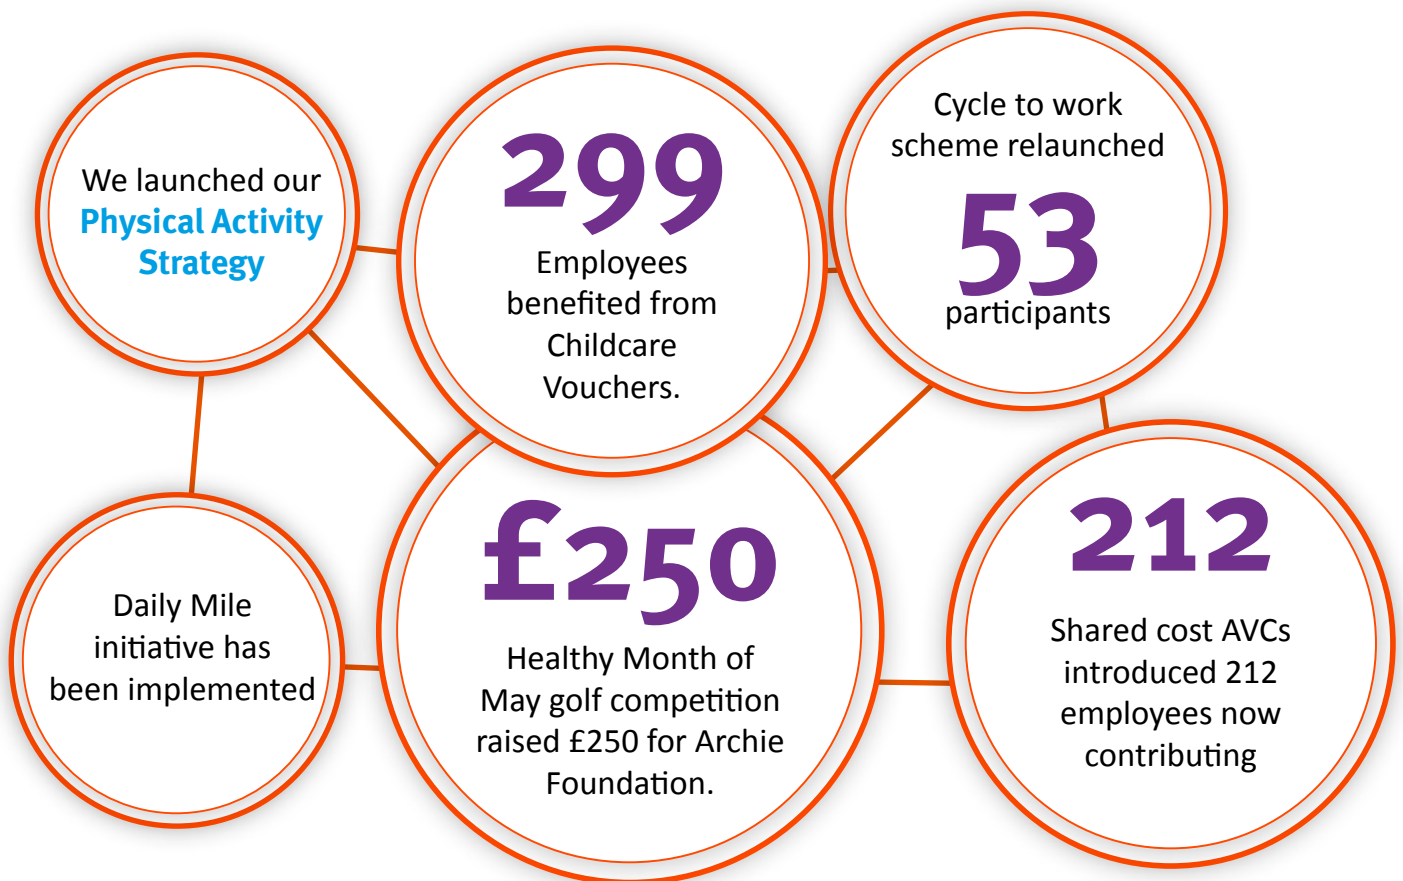 We launched our
Physical Activity
Strategy
299
Employees
benefited from
Childcare
Vouchers.
Cycle to work
scheme relaunched
53
participants
Daily Mile
initiative has
been implemented
£250
Healthy Month of
May golf competition
raised £250 for Archie
Foundation.
212
Shared cost AVCs
introduced 212
employees now
contributing